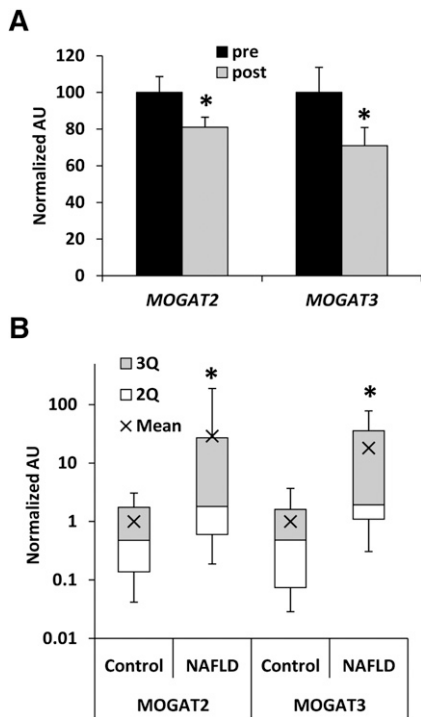 A
120
100
80
60
40
20
0
Normalized AU
pre
post
*
*
MOGAT2 MOGAT3
B
3Q
2Q
Mean
*
*
100
10
1
0.1
0.01
Normalized AU
Control NAFLD Control NAFLD
MOGAT2 MOGAT3